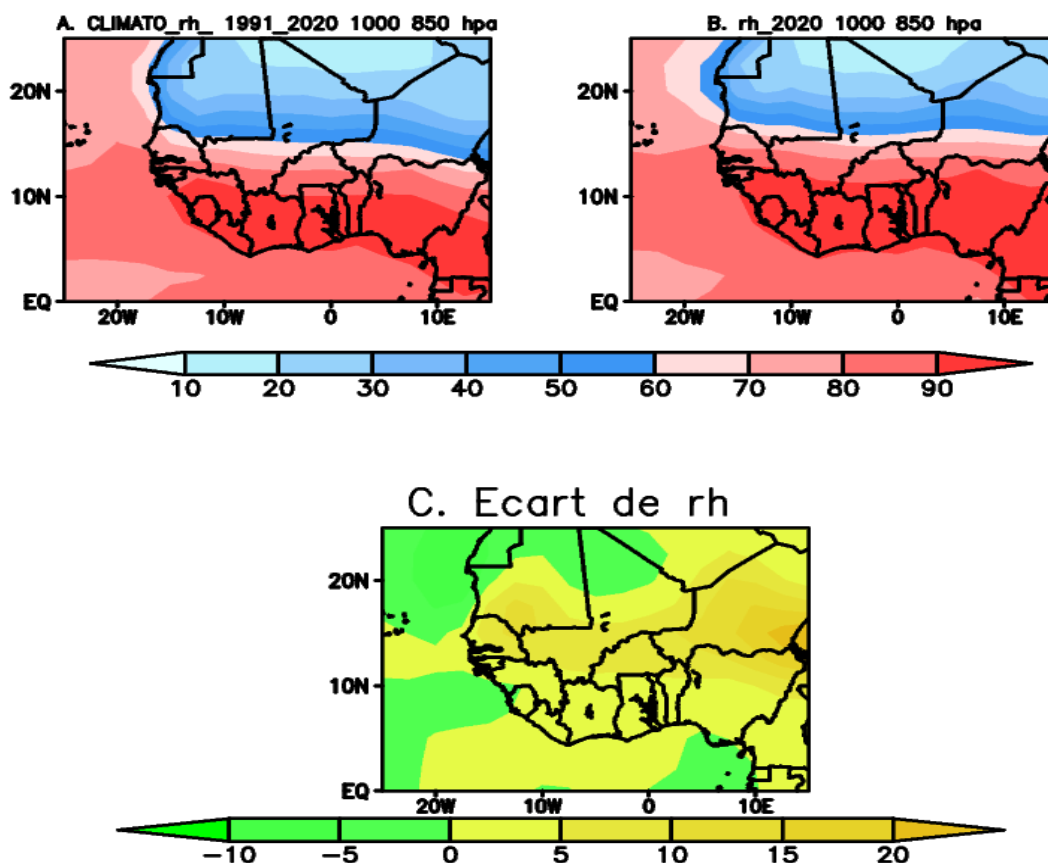 A. CLIMATO_rh_ 1991_2020 1000 850 hpa
B. rh_2020 1000 850 hpa
20N
10N
EQ
20W 10W 0 10E
20N
10N
EQ
20W 10W 0 10E
10 20 30 40 50 60 70 80 90
C. Ecart de rh
20N
10N
EQ
20W 10W 0 10E
−10 −5 0 5 10 15 20